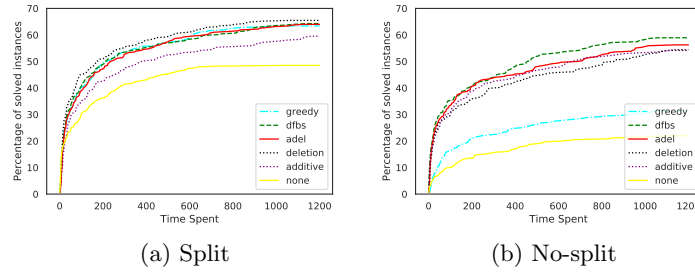 Percentage of solved instances
70
60
50
40
30
20
10
0
greedy
dfbs
adel
deletion
additive
none
0 200 400 600 800 1000 1200
Time Spent
(a) Split
Percentage of solved instances
70
60
50
40
30
20
10
0
greedy
dfbs
adel
deletion
additive
none
0 200 400 600 800 1000 1200
Time Spent
(b) No-split